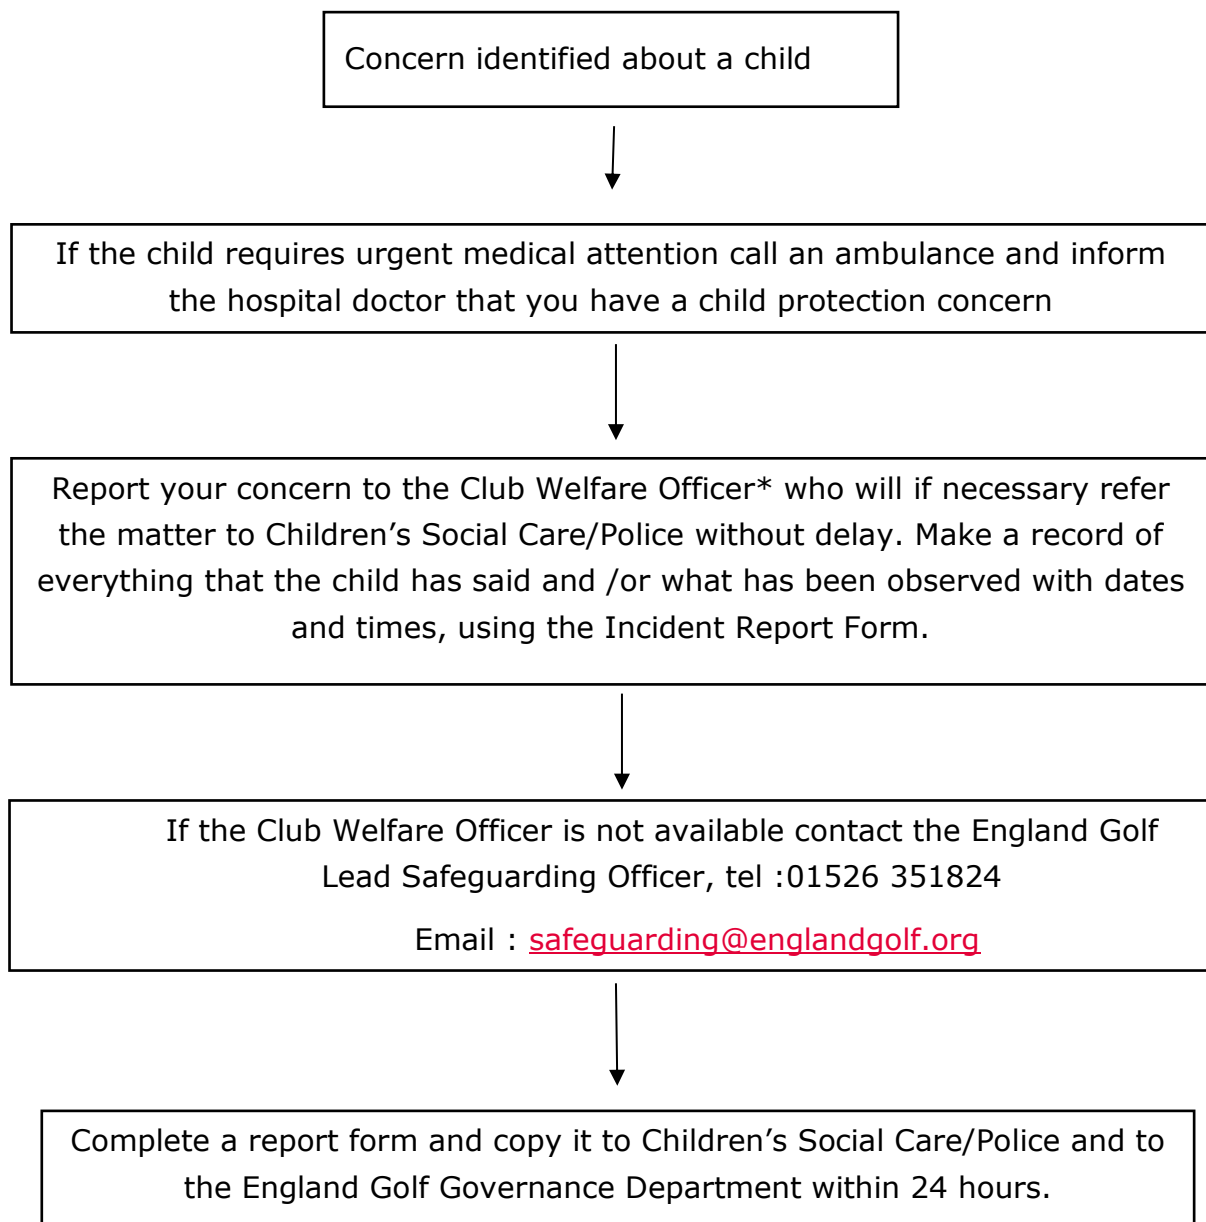 Concern identified about a child
If the child requires urgent medical attention call an ambulance and inform
the hospital doctor that you have a child protection concern
Report your concern to the Club Welfare Officer* who will if necessary refer
the matter to Children’s Social Care/Police without delay. Make a record of
everything that the child has said and /or what has been observed with dates
and times, using the Incident Report Form.
If the Club Welfare Officer is not available contact the England Golf
Lead Safeguarding Officer, tel :01526 351824
Email : safeguarding@englandgolf.org
Complete a report form and copy it to Children’s Social Care/Police and to
the England Golf Governance Department within 24 hours.